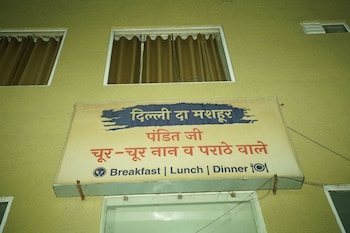 दिल्ली दा मशहूर
पंडित जी
चूर-चूर नान व पराठे वाले
Breakfast | Lunch | Dinner